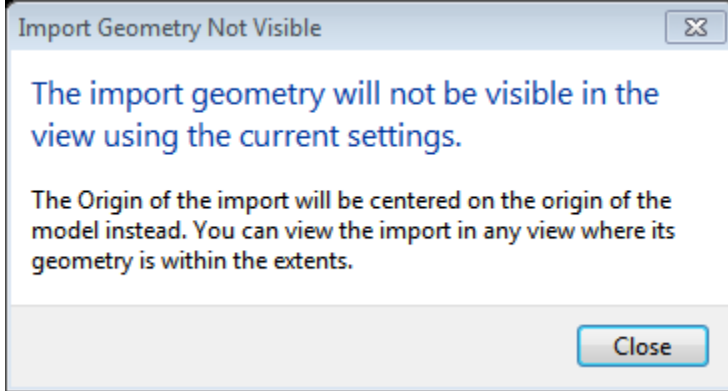 Import Geometry Not Visible
The import geometry will not be visible in the
view using the current settings.
The Origin of the import will be centered on the origin of the
model instead. You can view the import in any view where its
geometry is within the extents.
Close